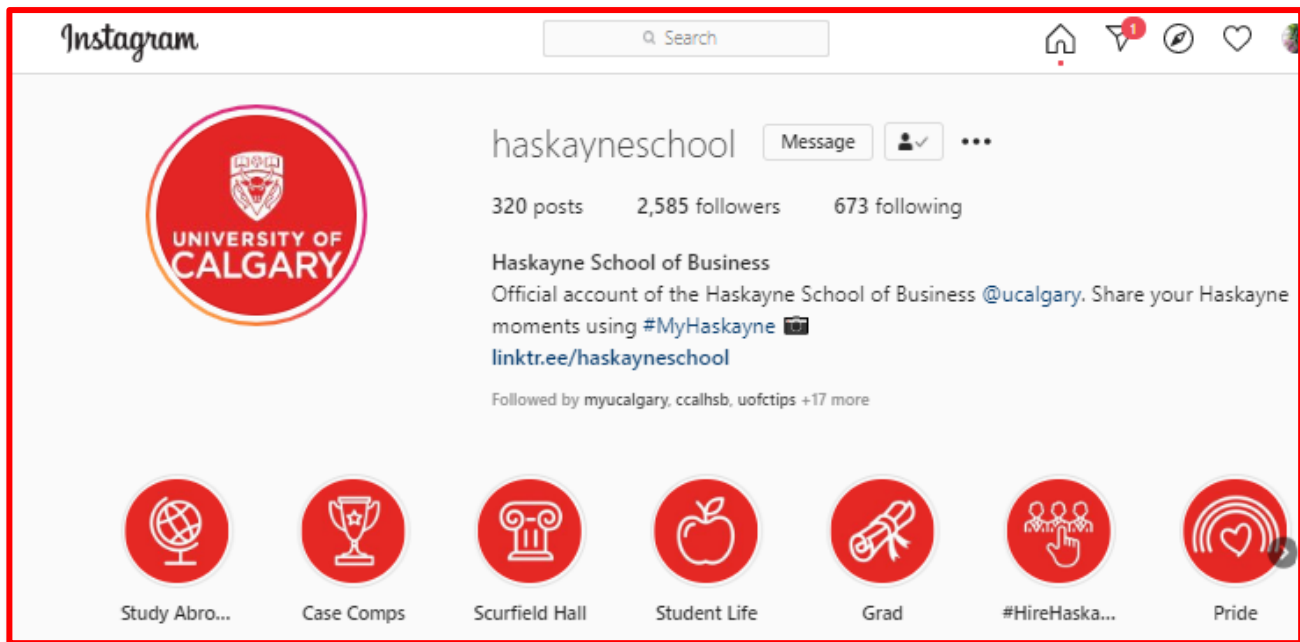 Instagram
Search
1
UNIVERSITY OF
CALGARY
haskayneschool Message
320 posts 2,585 followers 673 following
Haskayne School of Business
Official account of the Haskayne School of Business @ucalgary. Share your Haskayne
moments using #MyHaskayne 📷
linktr.ee/haskayneschool
Followed by myucalgary, ccalhsb, uofctips +17 more
Study Abro... Case Comps Scurfield Hall Student Life Grad #HireHaska... Pride